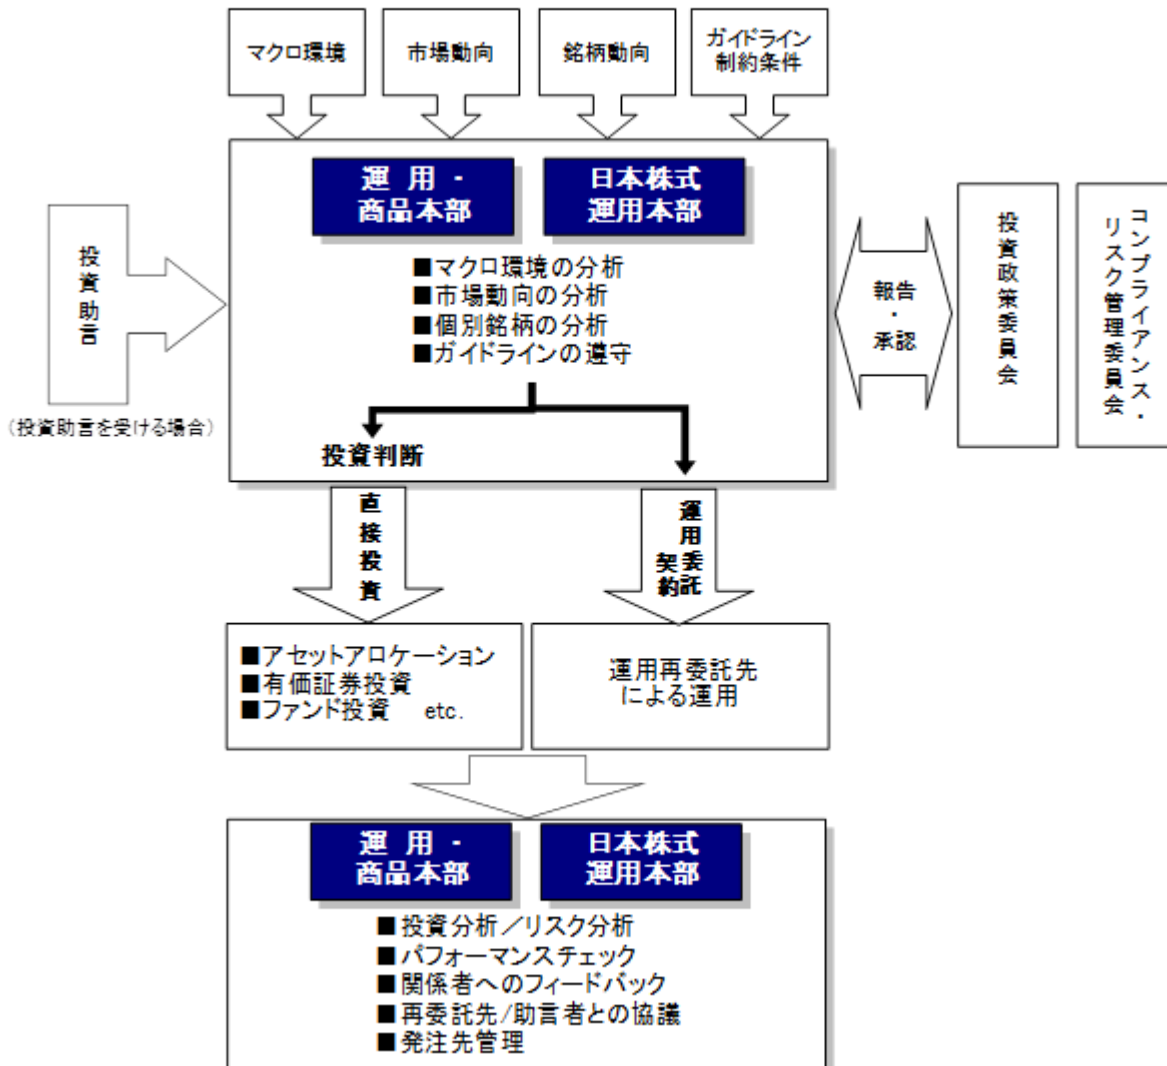 マクロ環境
市場動向
銘柄動向
ガイドライン
制約条件
運 用 -
商品本部
日本株式
運用本部
■マクロ環境の分析
■市場動向の分析
■個別銘柄の分析
■ガイドラインの遵守
投資判断
投資助言
(投資助言を受ける場合)
報告
・
承認
投資政策委員会
コンプライアンス・
リスク管理委員会
直接投資
運用委託
契約
■アセットアロケーション
■有価証券投資
■ファンド投資 etc.
運用再委託先
による運用
運 用 -
商品本部
日本株式
運用本部
■投資分析／リスク分析
■パフォーマンスチェック
■関係者へのフィードバック
■再委託先/助言者との協議
■発注先管理